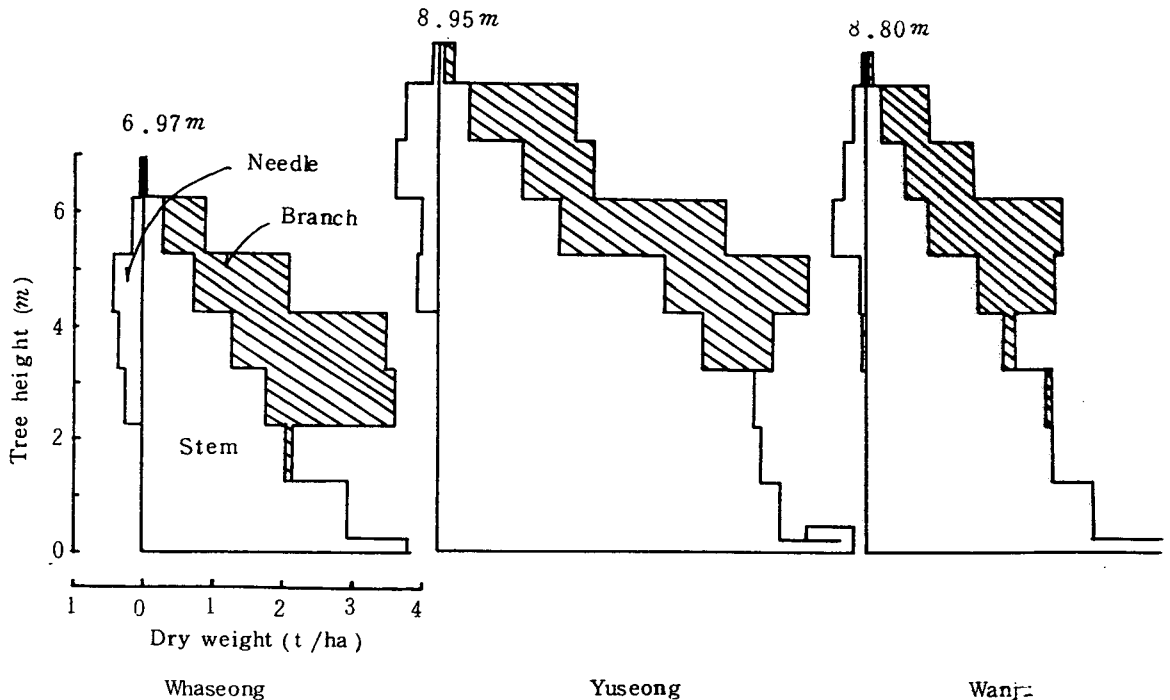 8.95m
8.80m
6.97m
Needle
Branch
Stem
Tree height (m)
6
4
2
0
1 0 1 2 3 4
Dry weight (t/ha)
Whaseong Yuseong